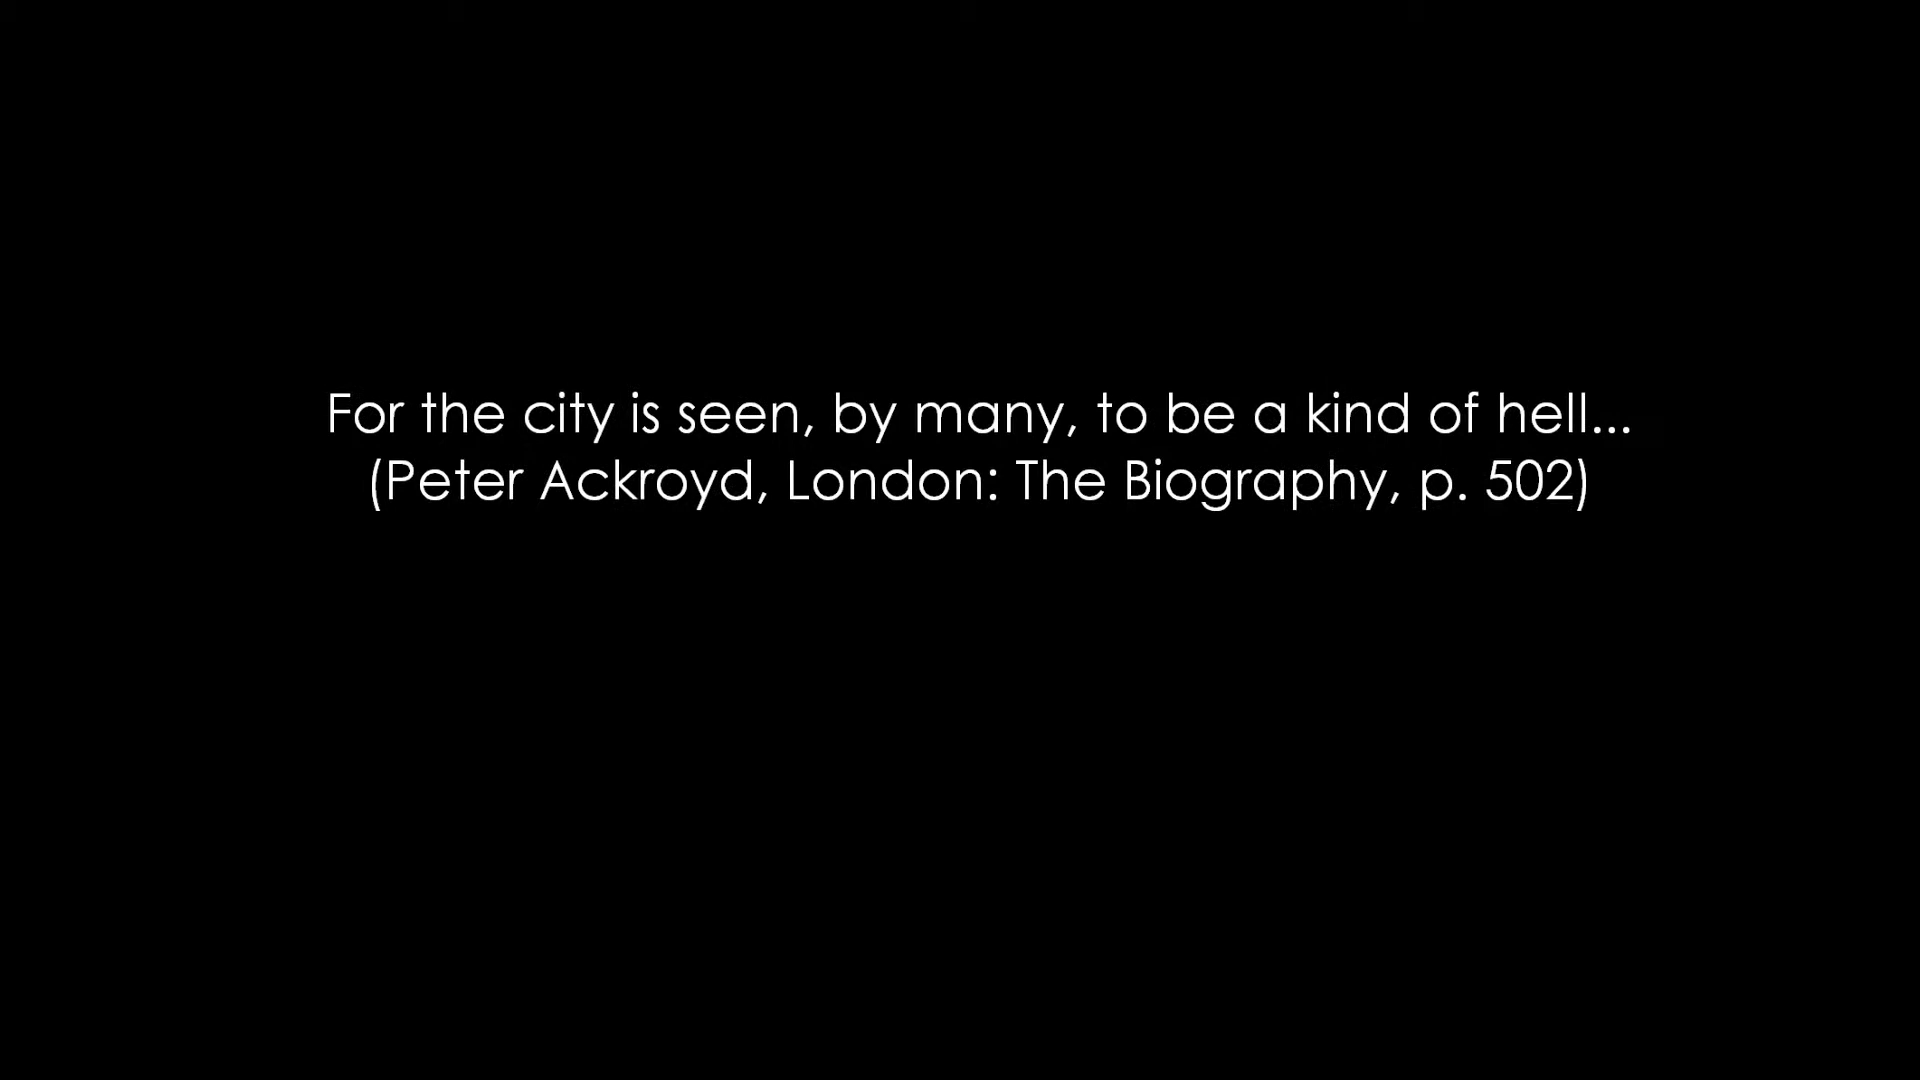 For the city is seen, by many, to be a kind of hell...
(Peter Ackroyd, London: The Biography, p. 502)